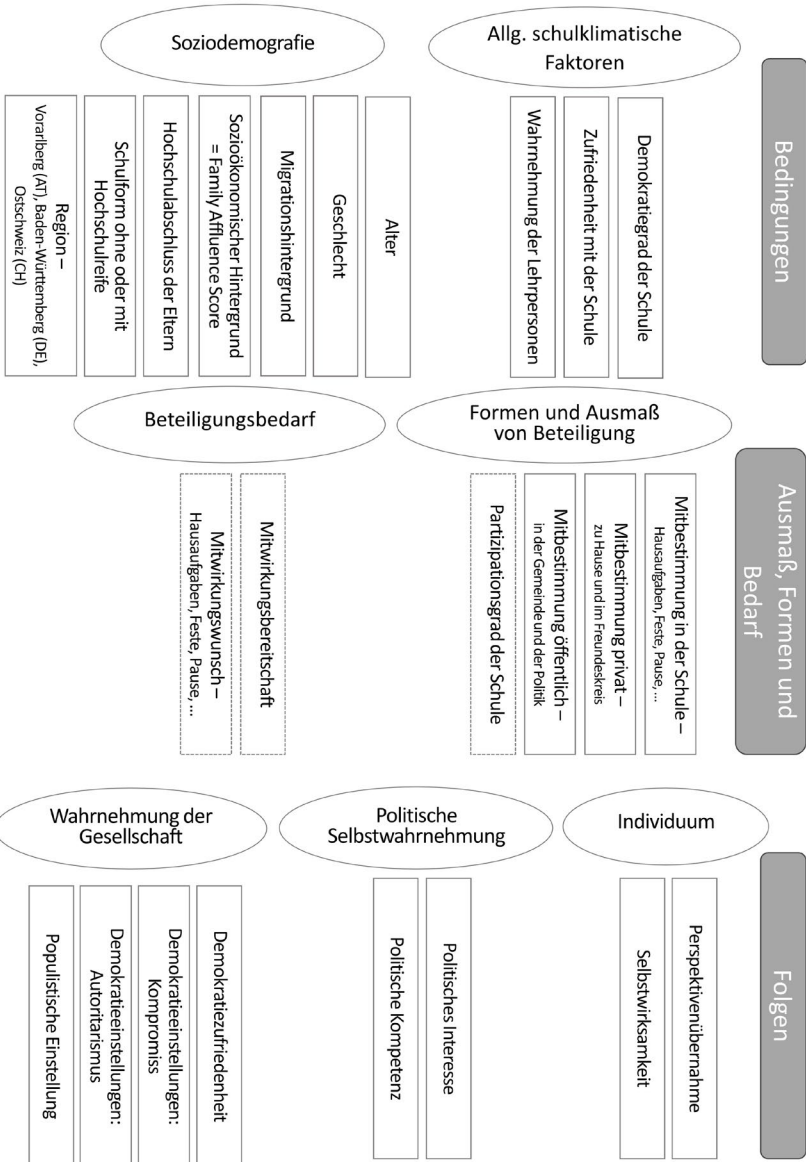 Bedingungen
Allg. schulklimatische
Faktoren
Demokratiegrad der Schule
Zufriedenheit mit der Schule
Wahrnehmung der Lehrpersonen
Soziodemografie
Alter
Geschlecht
Migrationshintergrund
Sozioökonomischer Hintergrund
= Family Affluence Score
Hochschulabschluss der Eltern
Schulform ohne oder mit
Hochschulreife
Region –
Vorarlberg (AT), Baden-Württemberg (DE),
Ostschweiz (CH)
Ausmaß, Formen und
Bedarf
Formen und Ausmaß
von Beteiligung
Mitbestimmung in der Schule –
Hausaufgaben, Feste, Pause, ...
Mitbestimmung privat –
zu Hause und im Freundeskreis
Mitbestimmung öffentlich –
in der Gemeinde und der Politik
Partizipationsgrad der Schule
Beteiligungsbedarf
Mitwirkungsbereitschaft
Mitwirkungswunsch –
Hausaufgaben, Feste, Pause, ...
Folgen
Individuum
Perspektivenübernahme
Selbstwirksamkeit
Politische
Selbstwahrnehmung
Politisches Interesse
Politische Kompetenz
Wahrnehmung der
Gesellschaft
Demokratiezufriedenheit
Demokratieeinstellungen:
Kompromiss
Demokratieeinstellungen:
Autoritarismus
Populistische Einstellung